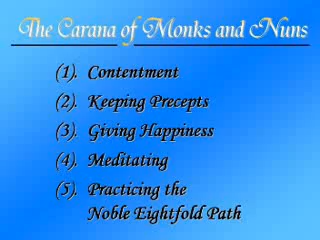 The Carana of Monks and Nuns
(1). Contentment
(2). Keeping Precepts
(3). Giving Happiness
(4). Meditating
(5). Practicing the
Noble Eightfold Path